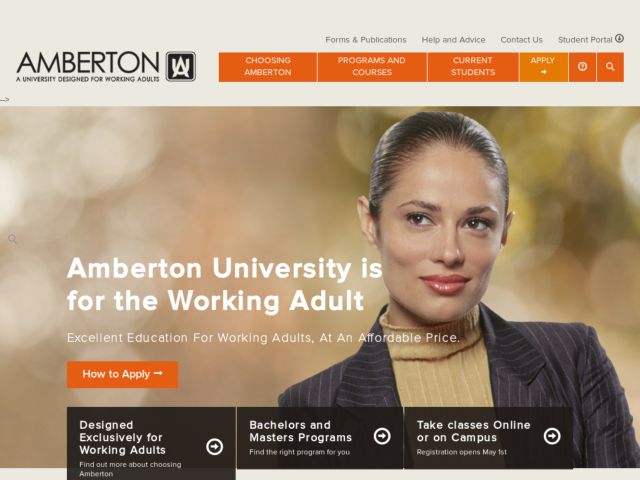 Forms & Publications Help and Advice Contact Us Student Portal
AMBERTON
A UNIVERSITY DESIGNED FOR WORKING ADULTS
CHOOSING
AMBERTON
PROGRAMS AND
COURSES
CURRENT
STUDENTS
APPLY
-->
Amberton University is
for the Working Adult
Excellent Education For Working Adults, At An Affordable Price.
How to Apply
Designed
Exclusively for
Working Adults
Find out more about choosing
Amberton
Bachelors and
Masters Programs
Find the right program for you
Take classes Online
or on Campus
Registration opens May 1st